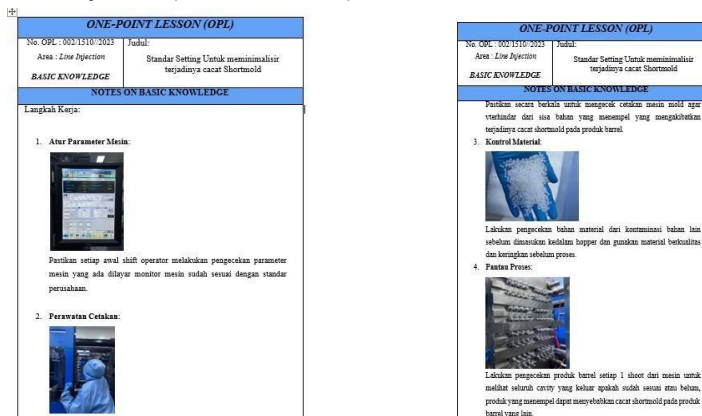 ONE-POINT LESSON (OPL)
No. OPL : 002/1510//2023
Judul:
Area : Line Injection
Standar Setting Untuk meminimalisir
terjadinya cacat Shortmold
BASIC KNOWLEDGE
NOTES ON BASIC KNOWLEDGE
Langkah Kerja:
1. Atur Parameter Mesin:
Pastikan setiap awal shift operator melakukan pengecekan parameter
mesin yang ada dilayar monitor mesin sudah sesuai dengan standar
perusahaan.
2. Perawatan Cetakan:
ONE-POINT LESSON (OPL)
No. OPL : 002/1510//2023
Judul:
Area : Line Injection
Standar Setting Untuk meminimalisir
terjadinya cacat Shortmold
BASIC KNOWLEDGE
NOTES ON BASIC KNOWLEDGE
Pastikan secara berkala untuk mengecek cetakan mesin mold agar
vterhindar dari sisa bahan yang menempel yang mengakibatkan
terjadinya cacat shortmold pada produk barrel.
3. Kontrol Material:
Lakukan pengecekan bahan material dari kontaminasi bahan lain
sebelum dimasukan kedalam hopper dan gunakan material berkualitas
dan keringkan sebelum proses.
4. Pantau Proses:
Lakukan pengecekan produk barrel setiap 1 shoot dari mesin untuk
melihat seluruh cavity yang keluar apakah sudah sesuai atau belum,
produk yang menempel dapat menyebabkan cacat shortmold pada produk
barrel yang lain.